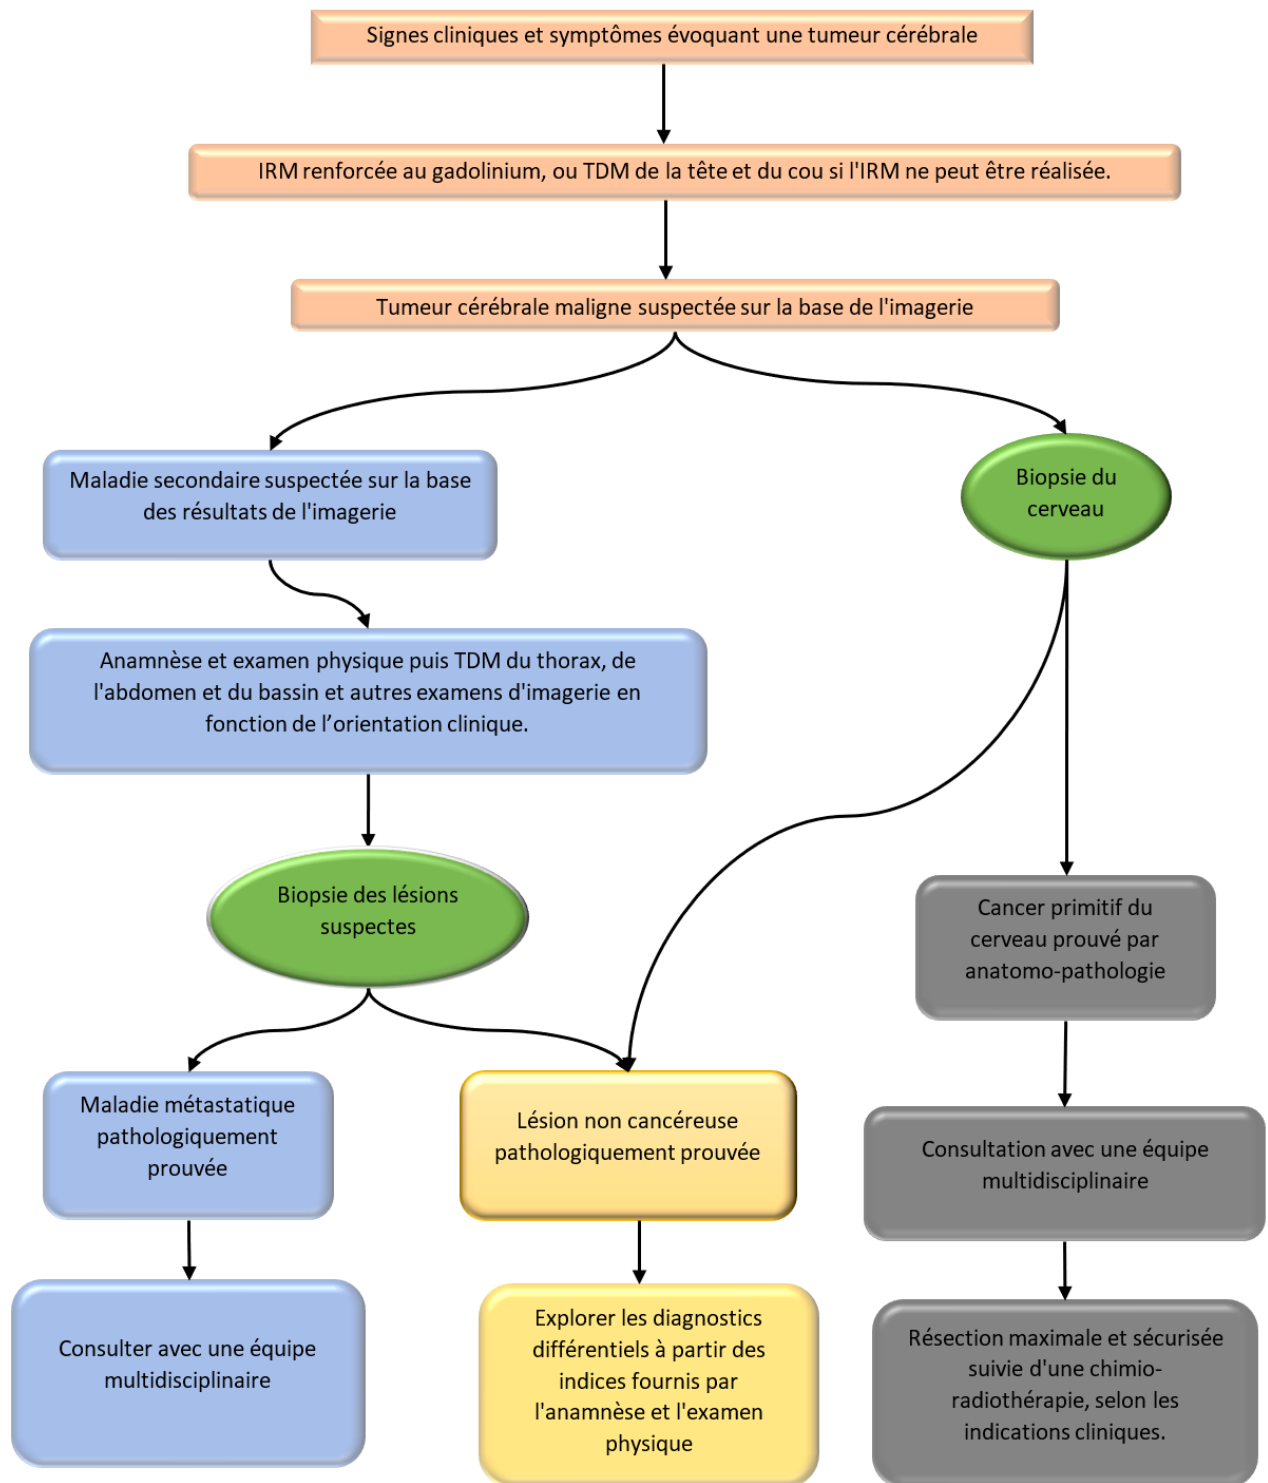 Signes cliniques et symptômes évoquant une tumeur cérébrale
IRM renforcée au gadolinium, ou TDM de la tête et du cou si l'IRM ne peut être réalisée.
Tumeur cérébrale maligne suspectée sur la base de l'imagerie
Maladie secondaire suspectée sur la base
des résultats de l'imagerie
Biopsie du
cerveau
Anamnèse et examen physique puis TDM du thorax, de
l'abdomen et du bassin et autres examens d'imagerie en
fonction de l’orientation clinique.
Biopsie des lésions
suspectes
Cancer primitif du
cerveau prouvé par
anatomo-pathologie
Maladie métastatique
pathologiquement
prouvée
Lésion non cancéreuse
pathologiquement prouvée
Consultation avec une équipe
multidisciplinaire
Consulter avec une équipe
multidisciplinaire
Explorer les diagnostics
différentiels à partir des
indices fournis par
l'anamnèse et l'examen
physique
Résection maximale et sécurisée
suivie d'une chimio-
radiothérapie, selon les
indications cliniques.